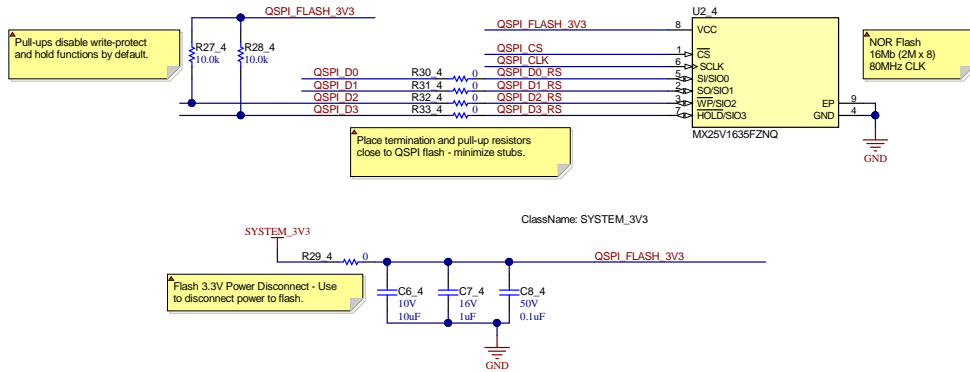 QSPI_FLASH_3V3
Pull-ups disable write-protect
and hold functions by default.
R27_4
10.0k
R28_4
10.0k
QSPI_D0
QSPI_D1
QSPI_D2
QSPI_D3
R30_4
0
R31_4
0
R32_4
0
R33_4
0
QSPI_FLASH_3V3
QSPI_CS
QSPI_CLK
QSPI_D0_RS
QSPI_D1_RS
QSPI_D2_RS
QSPI_D3_RS
U2_4
8
VCC
1
CS
6
SCLK
5
SI/SIO0
2
SO/SIO1
3
WP/SIO2
7
HOLD/SIO3
EP
9
GND
4
MX25V1635FZNQ
GND
NOR Flash
16Mb (2M x 8)
80MHz CLK
Place termination and pull-up resistors
close to QSPI flash - minimize stubs.
ClassName: SYSTEM_3V3
SYSTEM_3V3
R29_4
0
QSPI_FLASH_3V3
Flash 3.3V Power Disconnect - Use
to disconnect power to flash.
C6_4
10V
10uF
C7_4
16V
1uF
C8_4
50V
0.1uF
GND